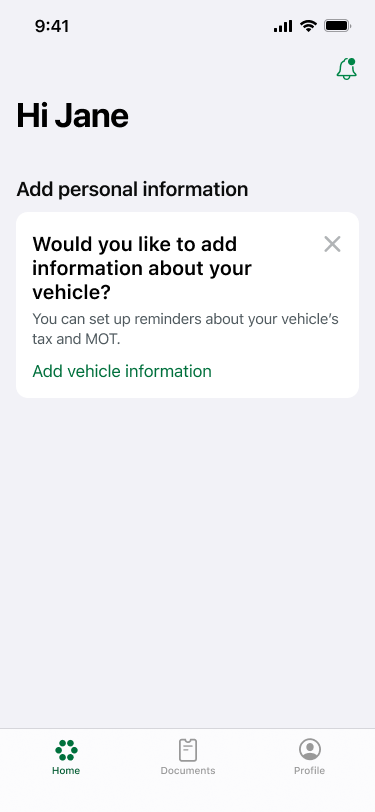 9:41
Hi Jane
Add personal information
Would you like to add
information about your
vehicle?
You can set up reminders about your vehicle's
tax and MOT.
Add vehicle information
Home
Documents
Profile